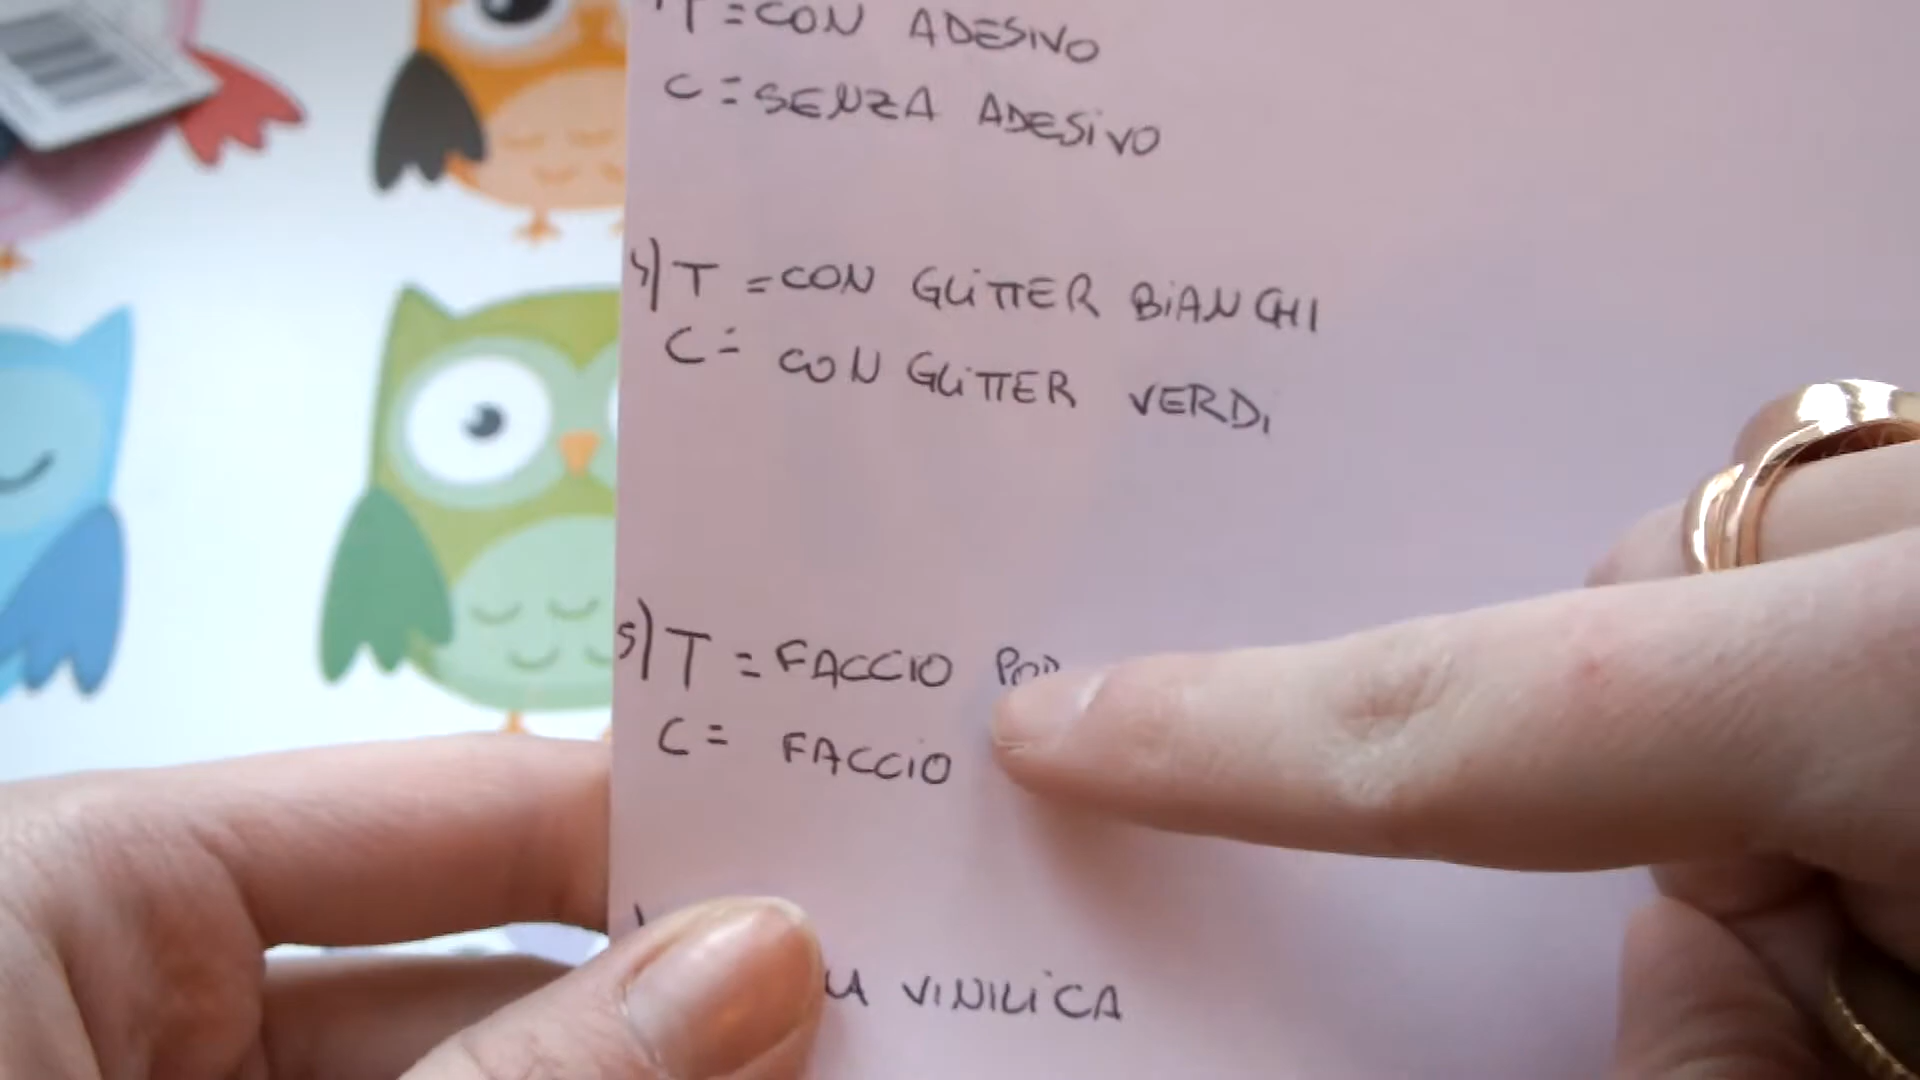 T = CON ADESIVO
C = SENZA ADESIVO
4) T = CON GLITTER BIANCHI
C = CON GLITTER VERDI
5) T = FACCIO
C = FACCIO
VINILICA